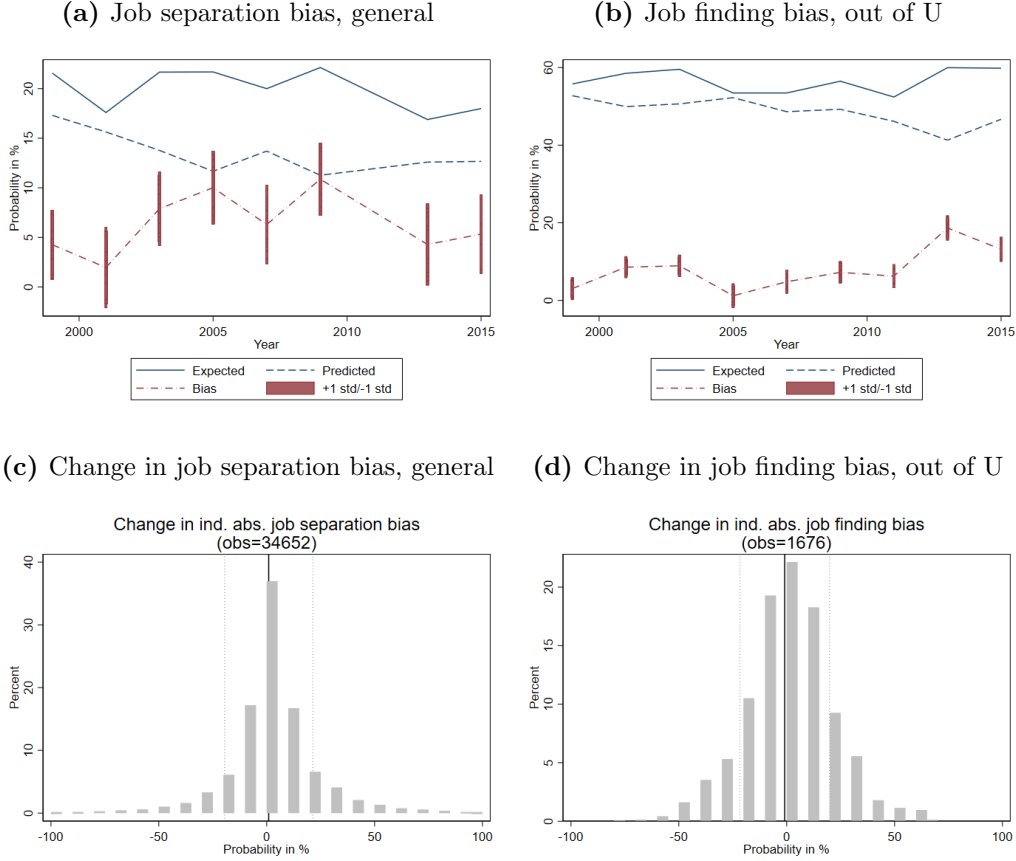 (a) Job separation bias, general
(b) Job finding bias, out of U
Probability in %
20
15
10
5
0
2000
2005
2010
2015
Year
Expected
Predicted
Bias
+1 std/-1 std
Probability in %
60
40
20
0
2000
2005
2010
2015
Year
Expected
Predicted
Bias
+1 std/-1 std
(c) Change in job separation bias, general
(d) Change in job finding bias, out of U
Change in ind. abs. job separation bias
(obs=34652)
Percent
40
30
20
10
0
-100
-50
0
50
100
Probability in %
Change in ind. abs. job finding bias
(obs=1676)
Percent
20
15
10
5
0
-100
-50
0
50
100
Probability in %